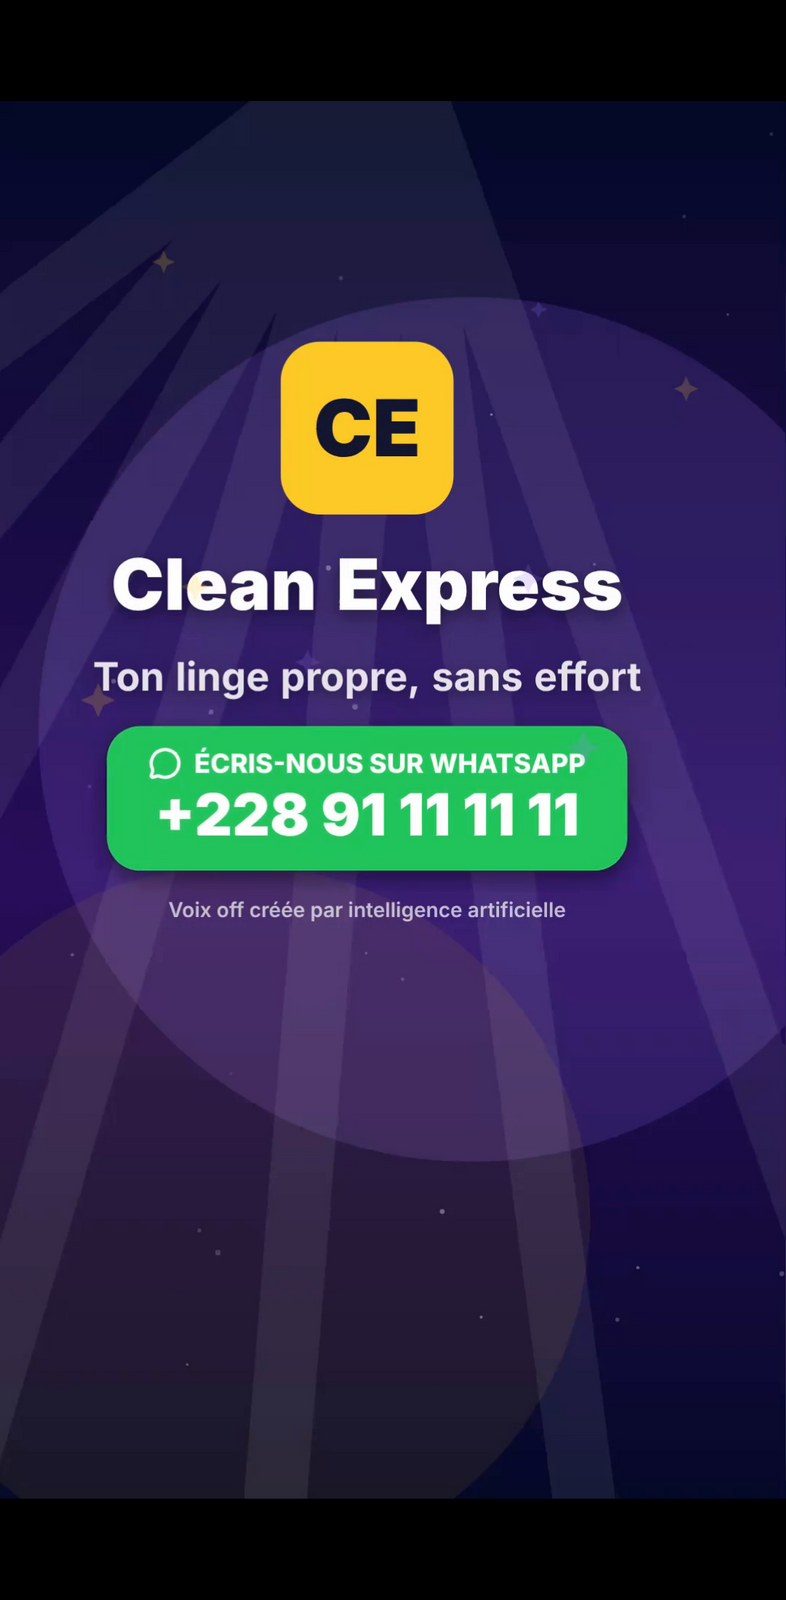 CE
Clean Express
Ton linge propre, sans effort
ÉCRIS-NOUS SUR WHATSAPP
+228 91 11 11 11
Voix off créée par intelligence artificielle